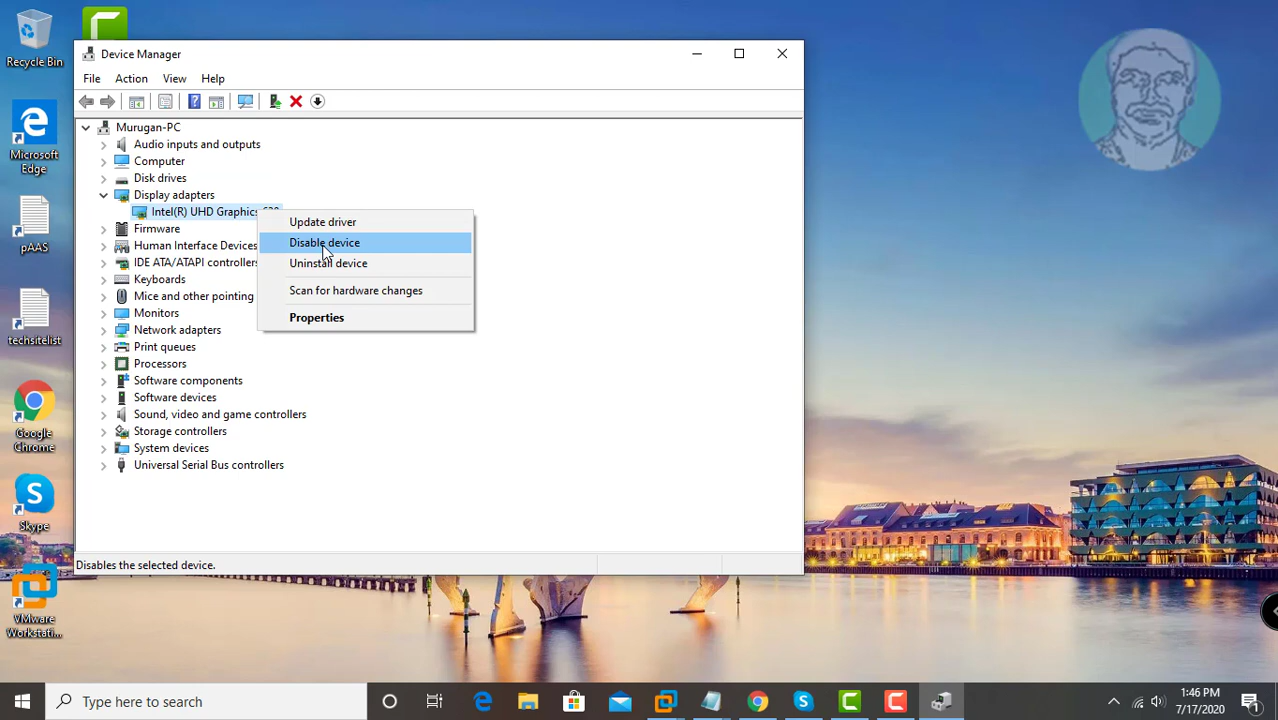 Recycle Bin
Microsoft
Edge
pAAS
techsitelist
Google
Chrome
Skype
VMware
Workstati...
Device Manager
File Action View Help
Murugan-PC
Audio inputs and outputs
Computer
Disk drives
Display adapters
Intel(R) UHD Graphics 620
Firmware
Human Interface Devices
IDE ATA/ATAPI controllers
Keyboards
Mice and other pointing
Monitors
Network adapters
Print queues
Processors
Software components
Software devices
Sound, video and game controllers
Storage controllers
System devices
Universal Serial Bus controllers
Update driver
Disable device
Uninstall device
Scan for hardware changes
Properties
Disables the selected device.
Type here to search
1:46 PM
7/17/2020
1